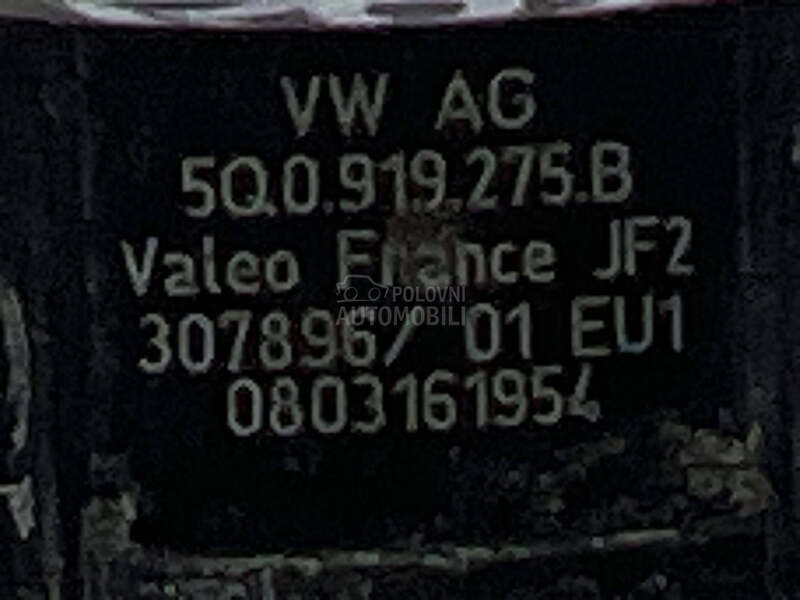 VW AG
5Q0.919.275.B
Valeo France JF2
POLOVNI
AUTOMOBILI
307896/ 01 EU1
0803161954